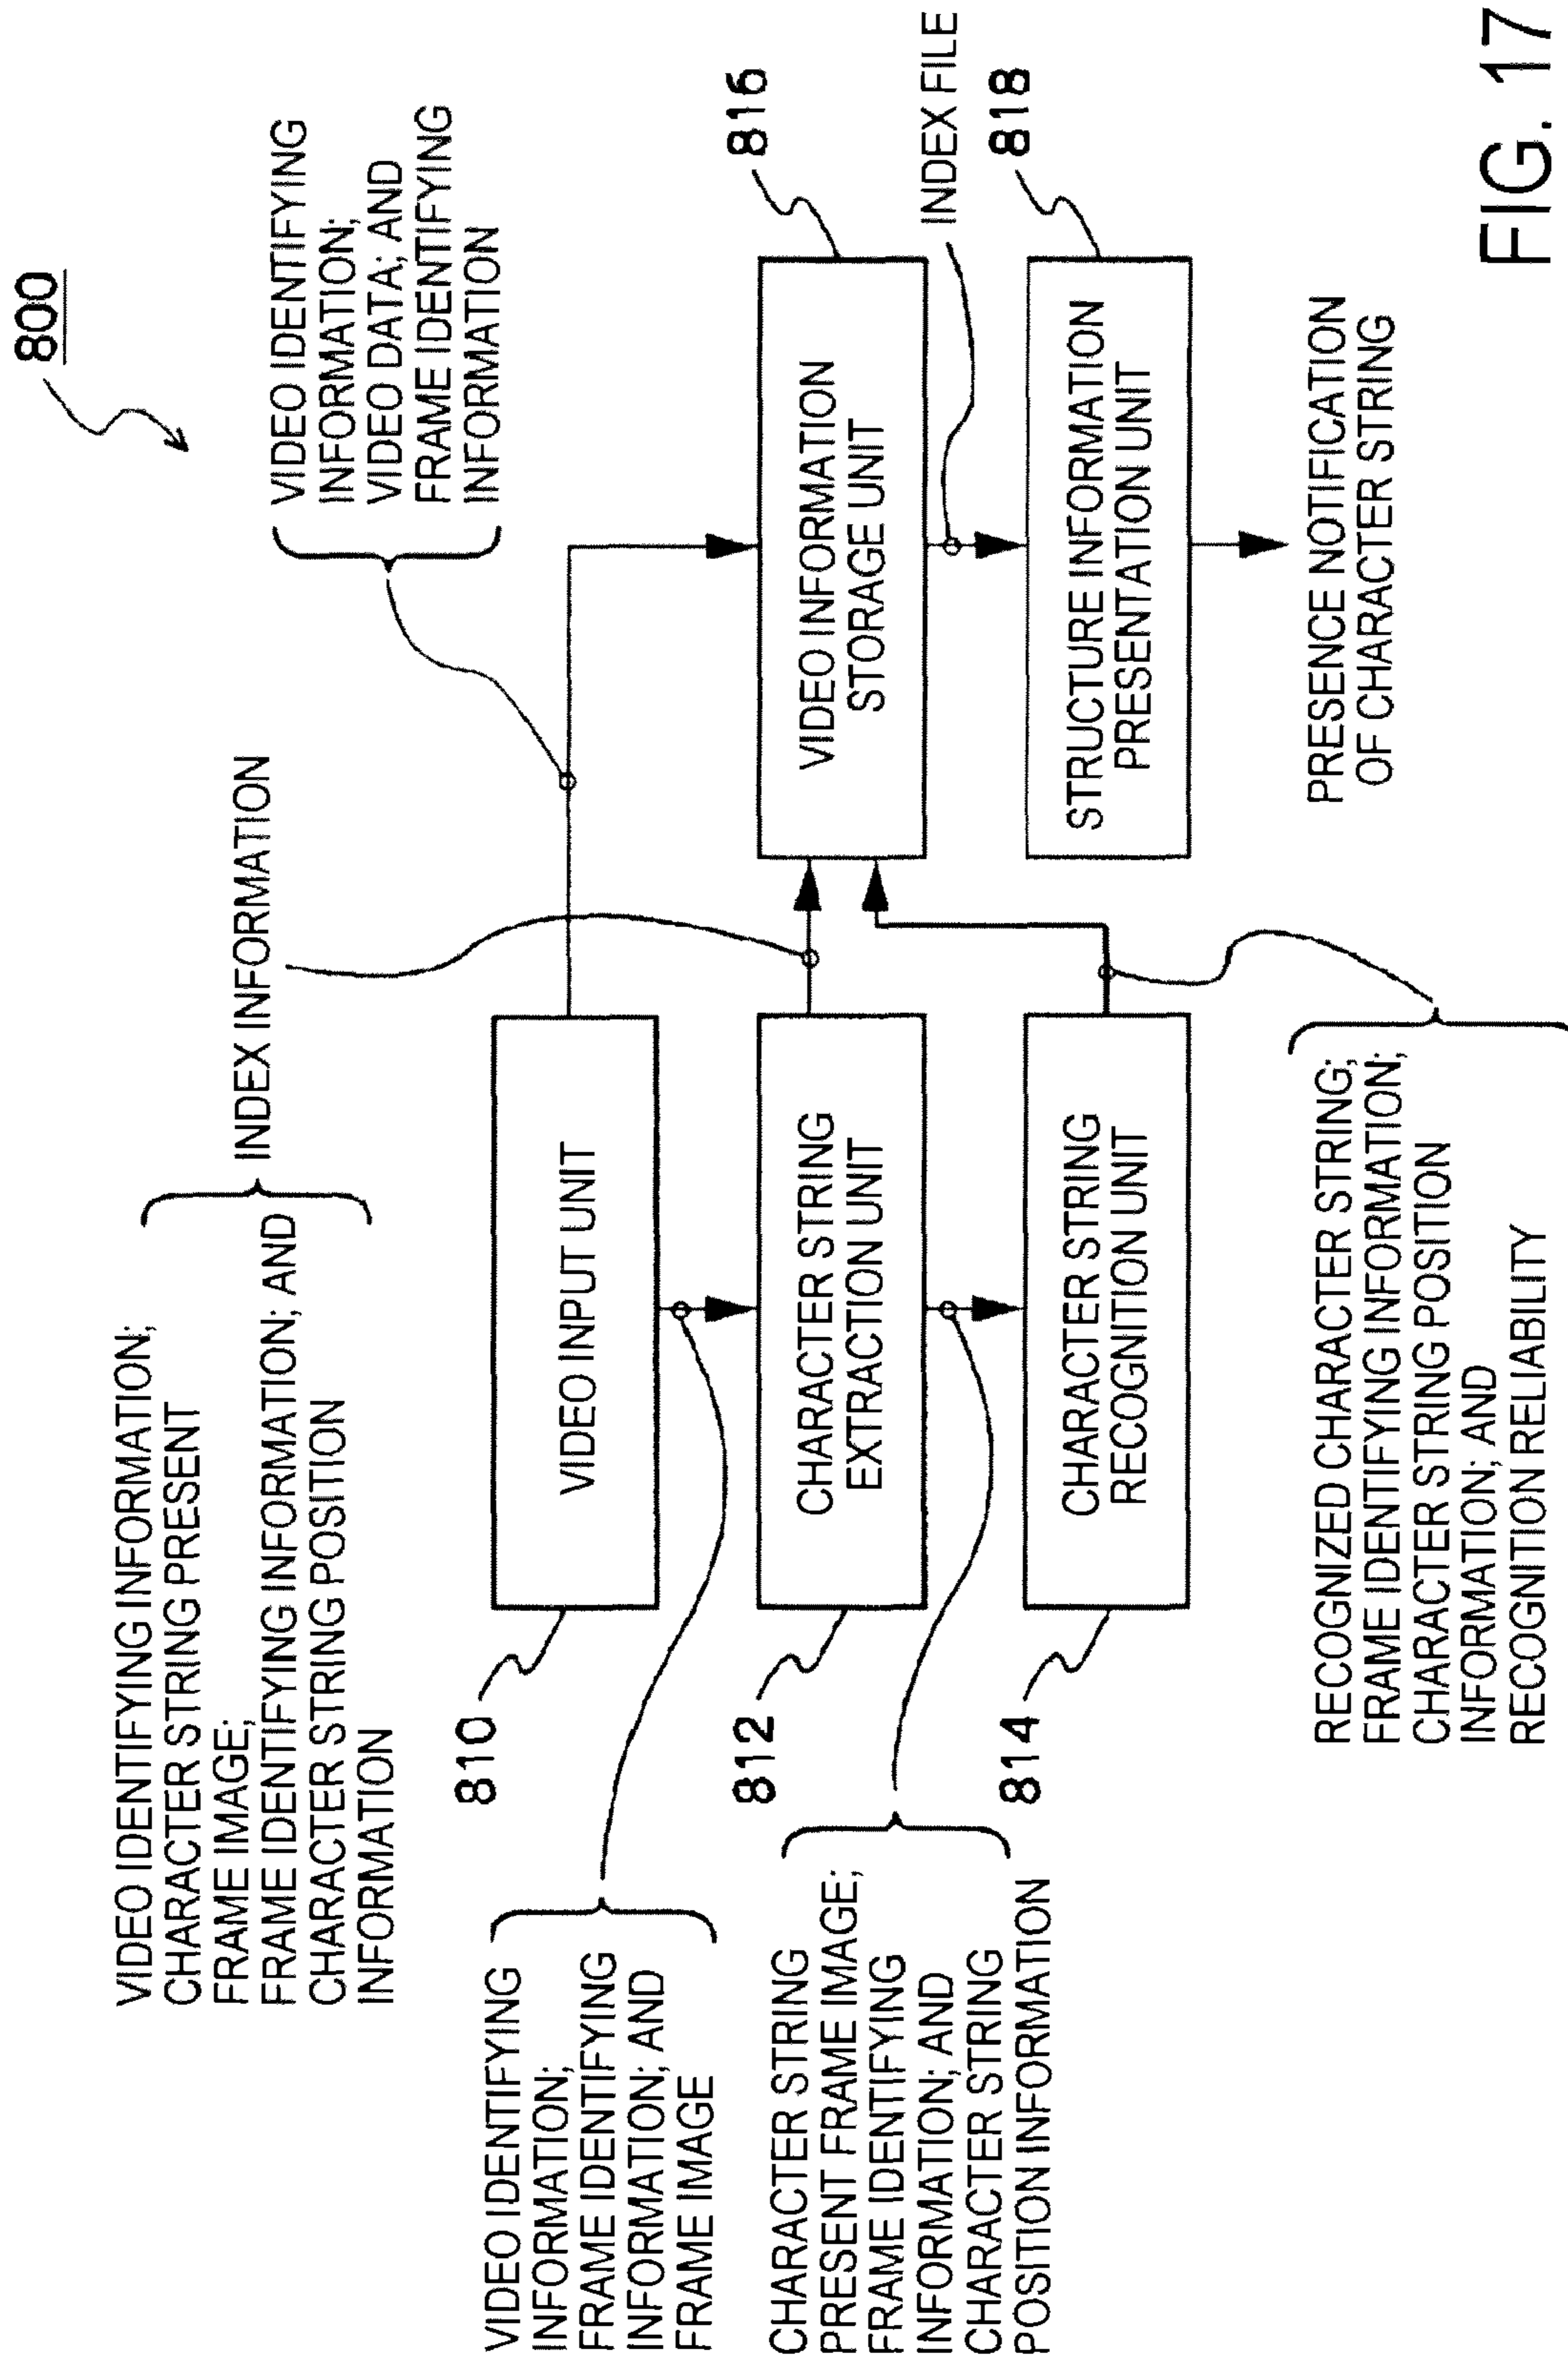 800
VIDEO IDENTIFYING INFORMATION;
CHARACTER STRING PRESENT
FRAME IMAGE;
FRAME IDENTIFYING INFORMATION; AND
CHARACTER STRING POSITION
INFORMATION
INDEX INFORMATION
VIDEO IDENTIFYING
INFORMATION;
VIDEO DATA; AND
FRAME IDENTIFYING
INFORMATION
810
VIDEO INPUT UNIT
VIDEO IDENTIFYING
INFORMATION;
FRAME IDENTIFYING
INFORMATION; AND
FRAME IMAGE
812
CHARACTER STRING
EXTRACTION UNIT
816
VIDEO INFORMATION
STORAGE UNIT
CHARACTER STRING
PRESENT FRAME IMAGE;
FRAME IDENTIFYING
INFORMATION; AND
CHARACTER STRING
POSITION INFORMATION
INDEX FILE
814
CHARACTER STRING
RECOGNITION UNIT
818
STRUCTURE INFORMATION
PRESENTATION UNIT
RECOGNIZED CHARACTER STRING;
FRAME IDENTIFYING INFORMATION;
CHARACTER STRING POSITION
INFORMATION; AND
RECOGNITION RELIABILITY
PRESENCE NOTIFICATION
OF CHARACTER STRING
FIG. 17